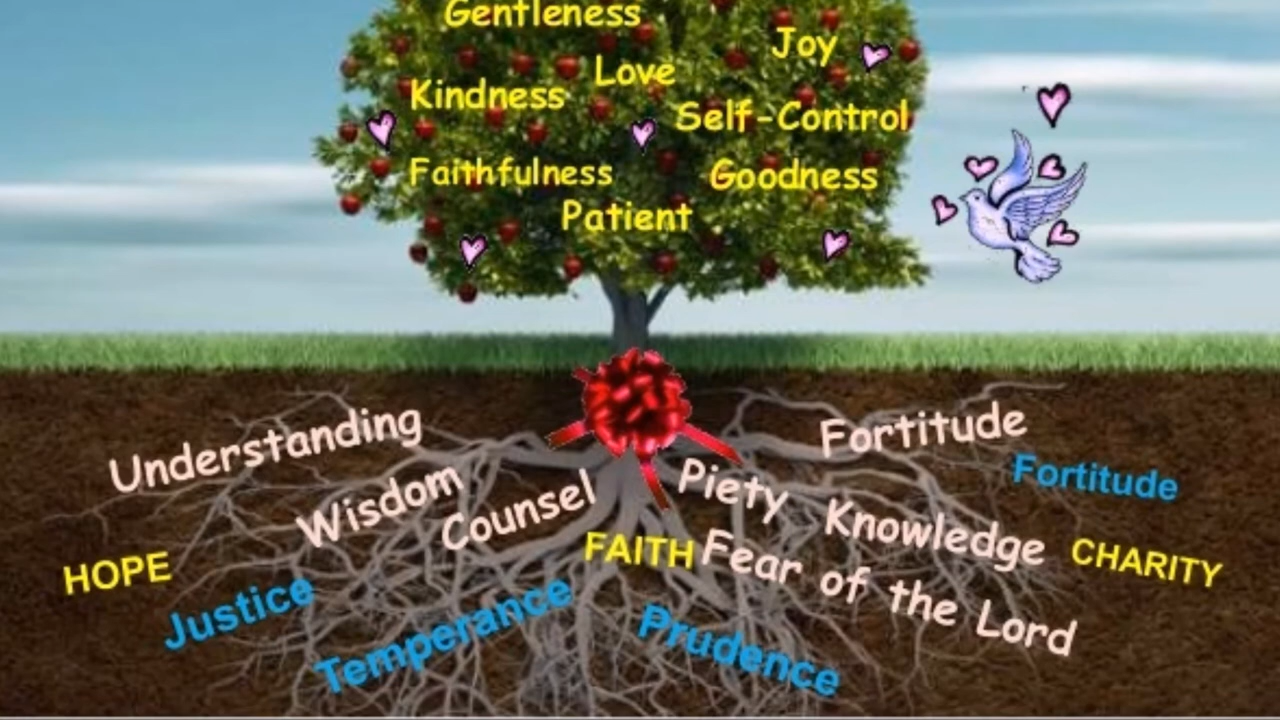 Gentleness
Joy
Love
Kindness
Self-Control
Faithfulness
Goodness
Patient
Understanding
Fortitude
Fortitude
Wisdom
Piety
Counsel
Knowledge
HOPE
FAITH
Fear of the Lord
CHARITY
Justice
Temperance
Prudence